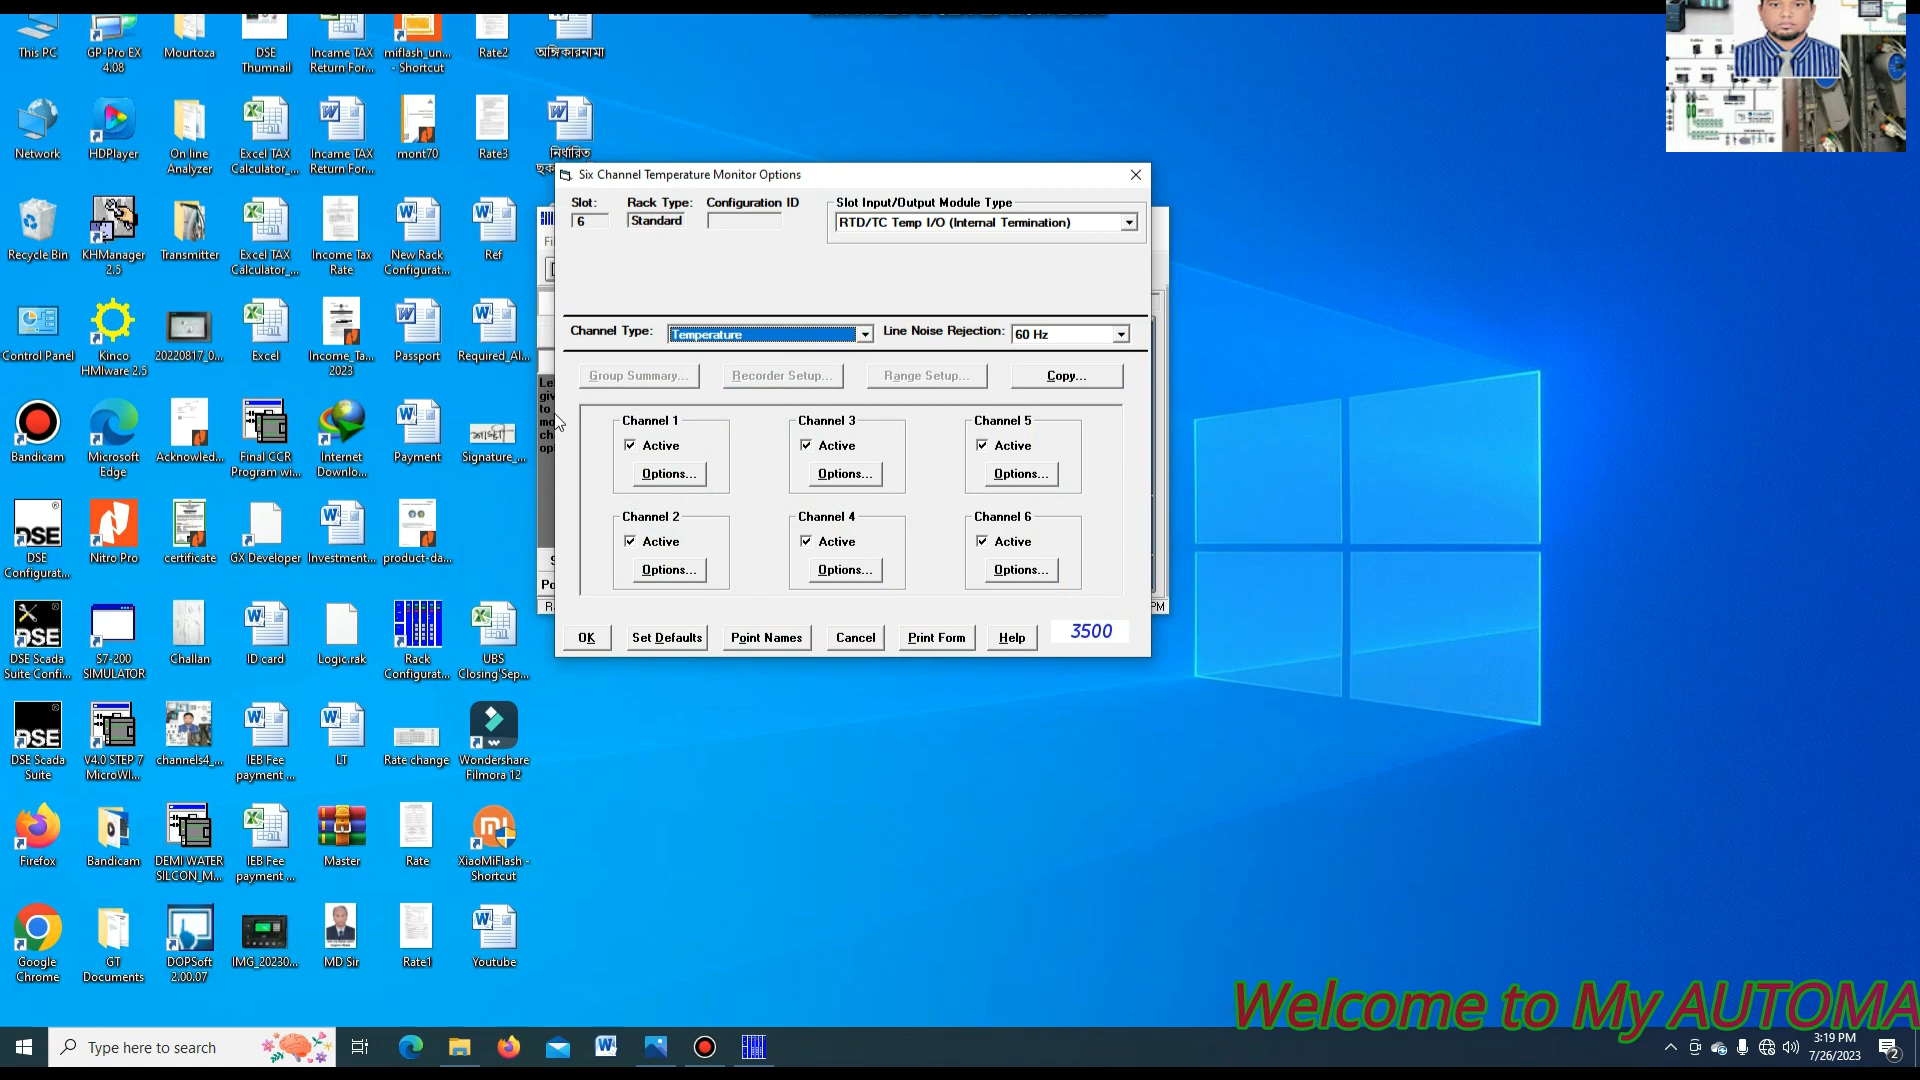 This PC
GP-Pro EX
4.08
Mourtoza
DSE
Thumnail
Incame TAX
Return For...
miflash_un...
- Shortcut
Rate2
অঙ্গিকারনামা
Network
HDPlayer
On line
Analyzer
Excel TAX
Calculator_...
Incame TAX
Return For...
mont70
Rate3
নির্ধারিত
Recycle Bin
KHManager
2.5
Transmitter
Excel TAX
Calculator_...
Income Tax
Rate
New Rack
Configurat...
Ref
Control Panel
Kinco
HMIware 2.5
20220817_0...
Excel
Income_Ta...
2023
Passport
Required_Al...
Bandicam
Microsoft
Edge
Acknowled...
Final CCR
Program wi...
Internet
Downlo...
Payment
Signature_...
DSE
Configurat...
Nitro Pro
certificate
GX Developer
Investment...
product-da...
DSE Scada
Suite Confi...
S7-200
SIMULATOR
Challan
ID card
Logic.rak
Rack
Configurat...
UBS
Closing'Sep...
DSE Scada
Suite
V4.0 STEP 7
MicroWI...
channels4_...
IEB Fee
payment ...
LT
Rate change
Wondershare
Filmora 12
Firefox
Bandicam
DEMI WATER
SILCON_M...
IEB Fee
payment ...
Master
Rate
XiaoMiFlash -
Shortcut
Google
Chrome
GT
Documents
DOPSoft
2.00.07
IMG_20230...
MD Sir
Rate1
Youtube
Six Channel Temperature Monitor Options
Slot:
6
Rack Type:
Standard
Configuration ID
Slot Input/Output Module Type
RTD/TC Temp I/O (Internal Termination)
Channel Type:
Temperature
Line Noise Rejection:
60 Hz
Group Summary...
Recorder Setup...
Range Setup...
Copy...
Channel 1
Active
Options...
Channel 3
Active
Options...
Channel 5
Active
Options...
Channel 2
Active
Options...
Channel 4
Active
Options...
Channel 6
Active
Options...
OK
Set Defaults
Point Names
Cancel
Print Form
Help
3500
PM
Welcome to My AUTOMA
Type here to search
3:19 PM
7/26/2023
2